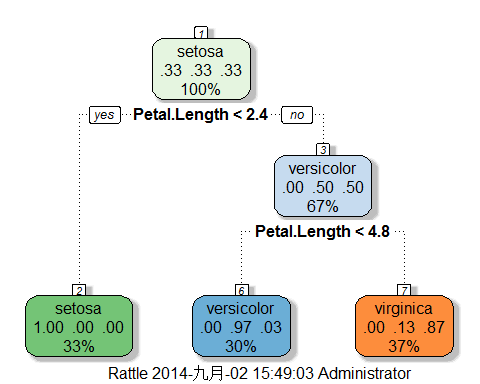 1
setosa
.33 .33 .33
100%
yes Petal.Length < 2.4 no
3
versicolor
.00 .50 .50
67%
Petal.Length < 4.8
2
setosa
1.00 .00 .00
33%
6
versicolor
.00 .97 .03
30%
7
virginica
.00 .13 .87
37%
Rattle 2014-九月-02 15:49:03 Administrator